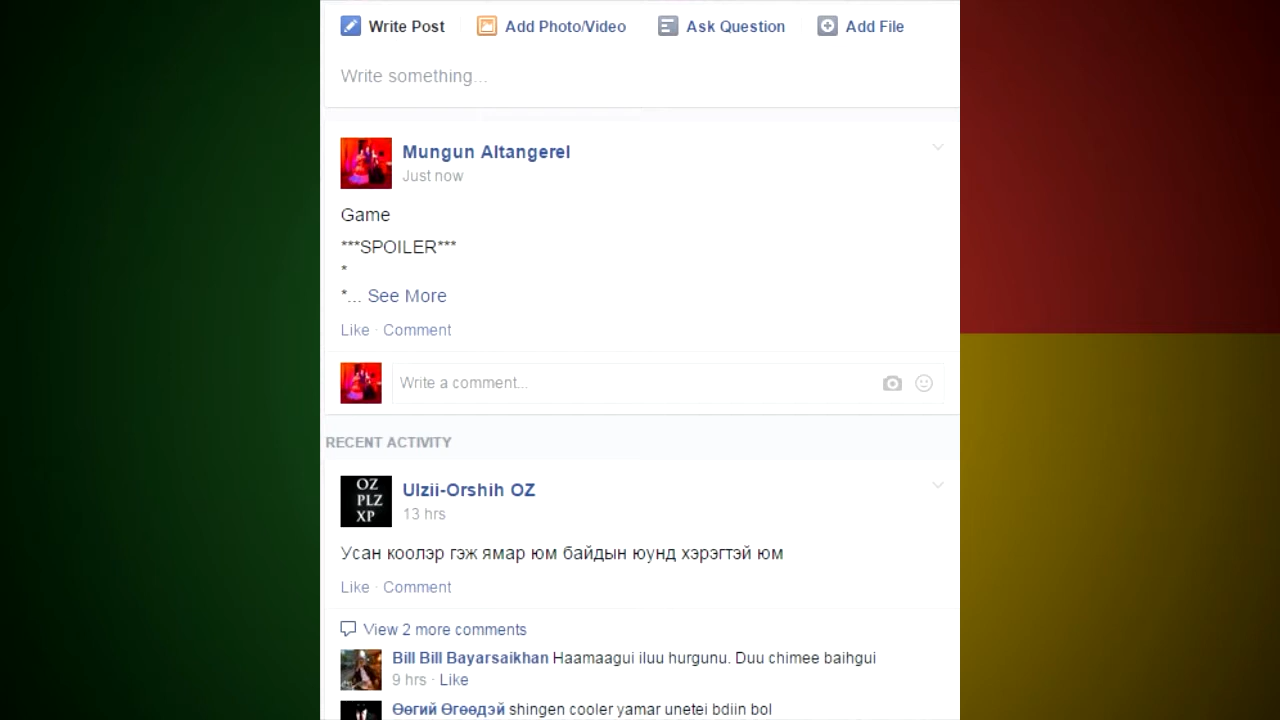 Write Post Add Photo/Video Ask Question Add File
Write something...
Mungun Altangerel
Just now
Game
***SPOILER***
*
*... See More
Like · Comment
Write a comment...
RECENT ACTIVITY
OZ
PLZ
XP
Ulzii-Orshih OZ
13 hrs
Усан коолэр гэж ямар юм байдын юунд хэрэгтэй юм
Like · Comment
View 2 more comments
Bill Bill Bayarsaikhan Haamaagui iluu hurgunu. Duu chimee baihgui
9 hrs · Like
Өөгий Өгөөдэй shingen cooler yamar unetei bdiin bol